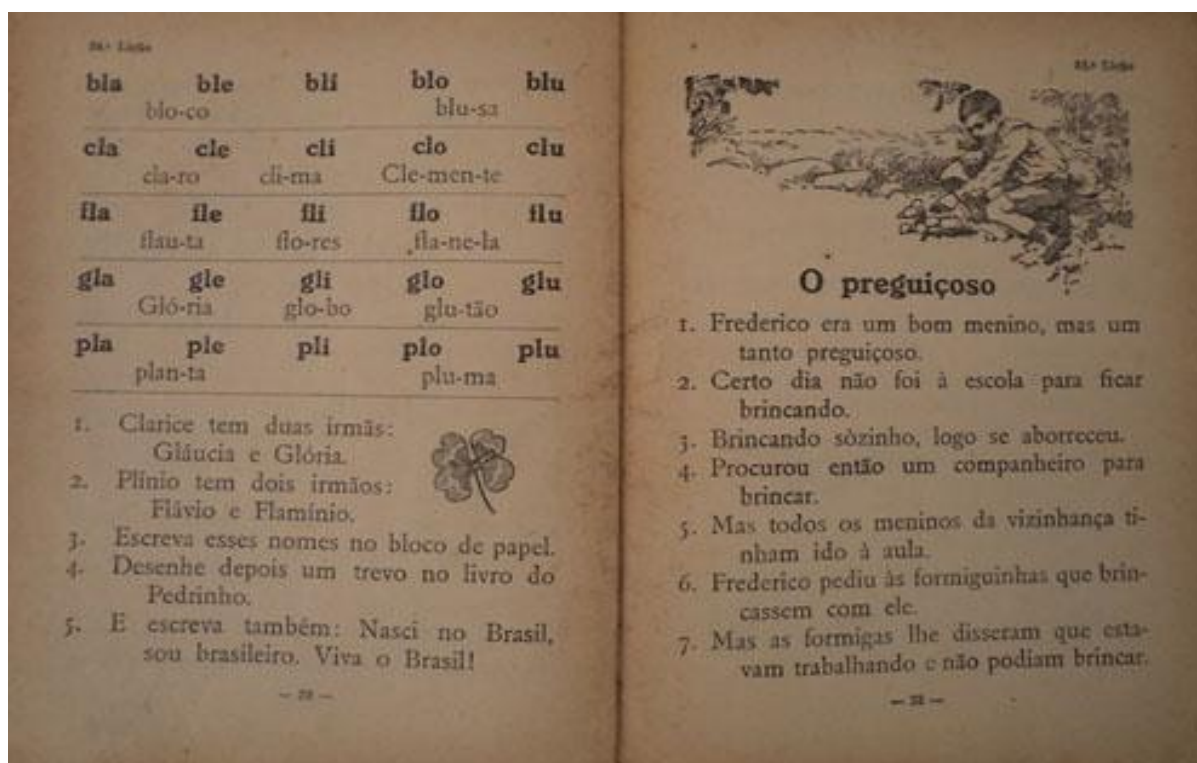 Lição
bla ble bli blo blu
blo-co blu-sa
cla cle cli clo clu
cla-ro cli-ma Cle-men-te
fla fle fli flo flu
flau-ta flo-res fla-ne-la
gla gle gli glo glu
Gló-ria glo-bo glu-tão
pla ple pli plo plu
plan-ta plu-ma
1. Clarice tem duas irmãs:
Gláucia e Glória.
2. Plínio tem dois irmãos:
Flávio e Flamínio.
3. Escreva esses nomes no bloco de papel.
4. Desenhe depois um trevo no livro do
Pedrinho.
5. E escreva também: Nasci no Brasil,
sou brasileiro. Viva o Brasil!
Lição
O preguiçoso
1. Frederico era um bom menino, mas um
tanto preguiçoso.
2. Certo dia não foi à escola para ficar
brincando.
3. Brincando sòzinho, logo se aborreceu.
4. Procurou então um companheiro para
brincar.
5. Mas todos os meninos da vizinhança ti-
nham ido à aula.
6. Frederico pediu às formiguinhas que brin-
cassem com ele.
7. Mas as formigas lhe disseram que esta-
vam trabalhando e não podiam brincar.